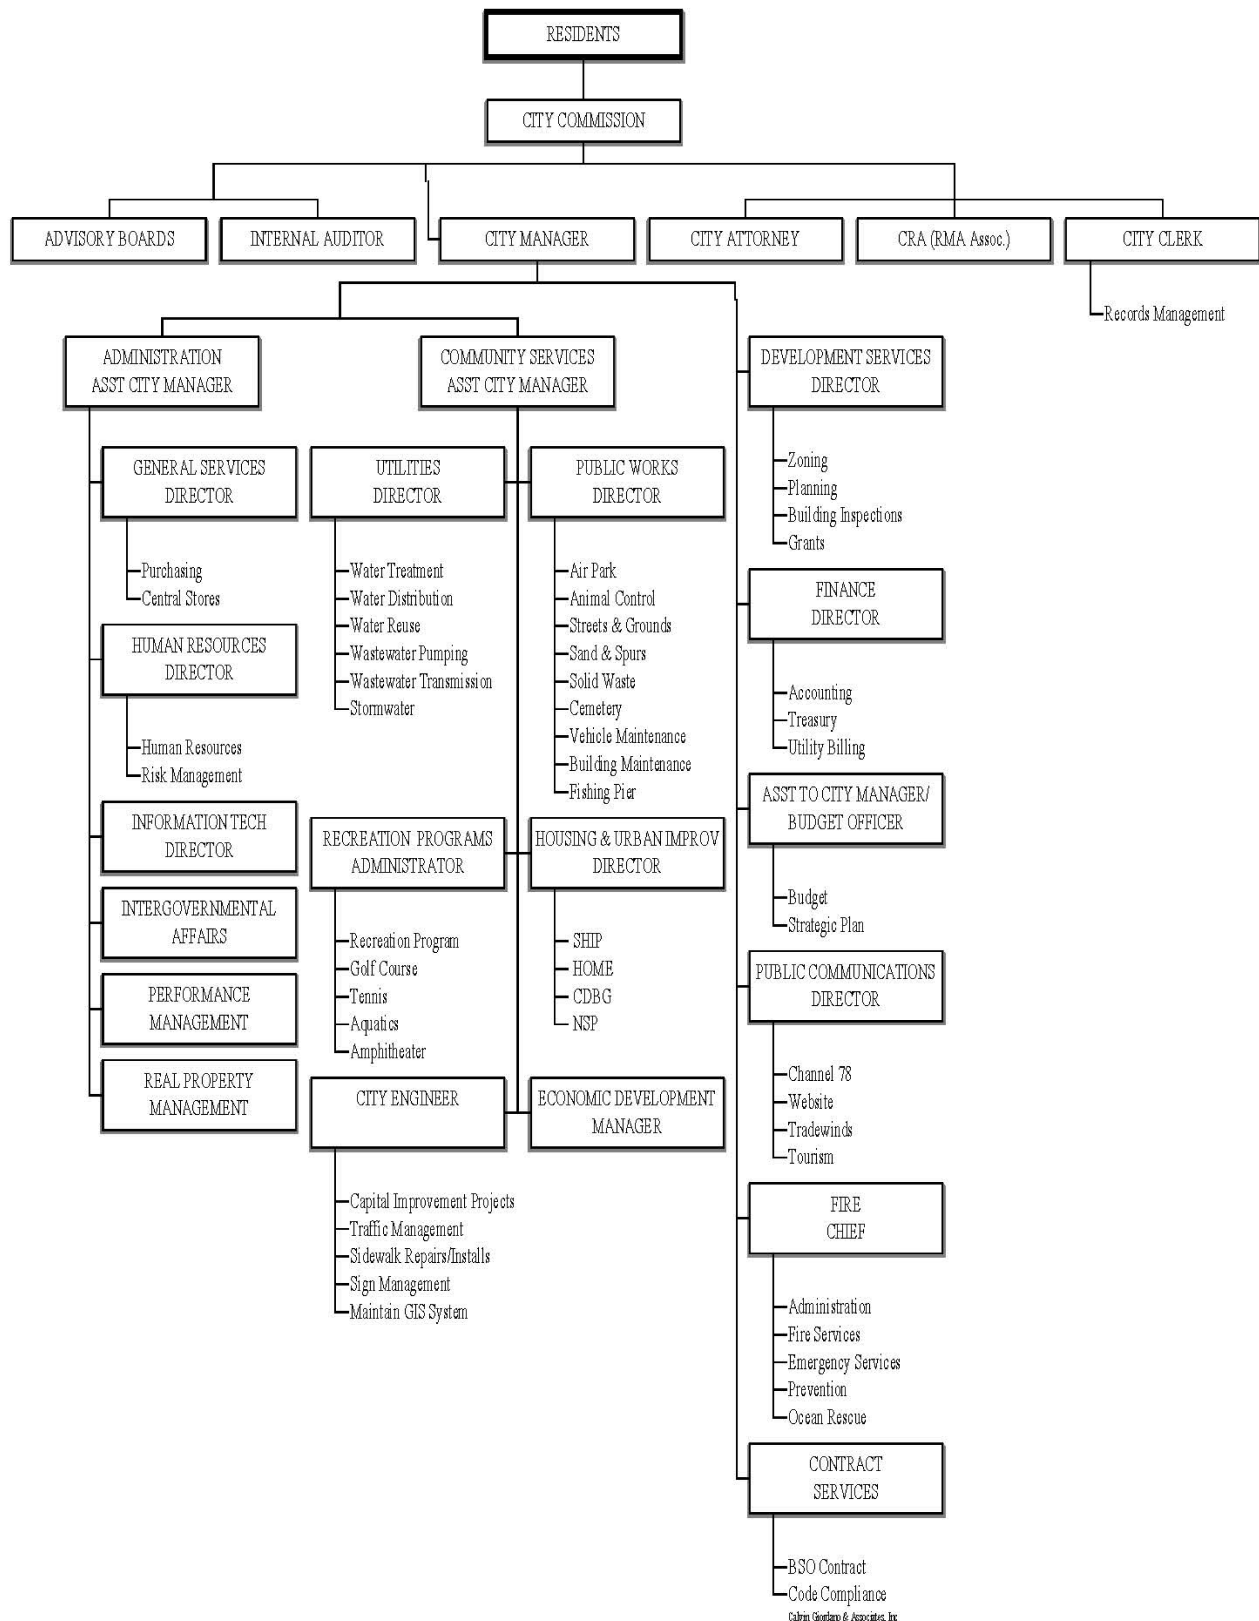 RESIDENTS
CITY COMMISSION
ADVISORY BOARDS
INTERNAL AUDITOR
CITY MANAGER
CITY ATTORNEY
CRA (RMA Assoc.)
CITY CLERK
Records Management
ADMINISTRATION
ASST CITY MANAGER
GENERAL SERVICES
DIRECTOR
Purchasing
Central Stores
HUMAN RESOURCES
DIRECTOR
Human Resources
Risk Management
INFORMATION TECH
DIRECTOR
INTERGOVERNMENTAL
AFFAIRS
PERFORMANCE
MANAGEMENT
REAL PROPERTY
MANAGEMENT
COMMUNITY SERVICES
ASST CITY MANAGER
UTILITIES
DIRECTOR
Water Treatment
Water Distribution
Water Reuse
Wastewater Pumping
Wastewater Transmission
Stormwater
PUBLIC WORKS
DIRECTOR
Air Park
Animal Control
Streets & Grounds
Sand & Spurs
Solid Waste
Cemetery
Vehicle Maintenance
Building Maintenance
Fishing Pier
RECREATION PROGRAMS
ADMINISTRATOR
Recreation Program
Golf Course
Tennis
Aquatics
Amphitheater
HOUSING & URBAN IMPROV
DIRECTOR
SHIP
HOME
CDBG
NSP
CITY ENGINEER
Capital Improvement Projects
Traffic Management
Sidewalk Repairs/Installs
Sign Management
Maintain GIS System
ECONOMIC DEVELOPMENT
MANAGER
DEVELOPMENT SERVICES
DIRECTOR
Zoning
Planning
Building Inspections
Grants
FINANCE
DIRECTOR
Accounting
Treasury
Utility Billing
ASST TO CITY MANAGER/
BUDGET OFFICER
Budget
Strategic Plan
PUBLIC COMMUNICATIONS
DIRECTOR
Channel 78
Website
Tradewinds
Tourism
FIRE
CHIEF
Administration
Fire Services
Emergency Services
Prevention
Ocean Rescue
CONTRACT
SERVICES
BSO Contract
Code Compliance
Calvin Giordano & Associates, Inc